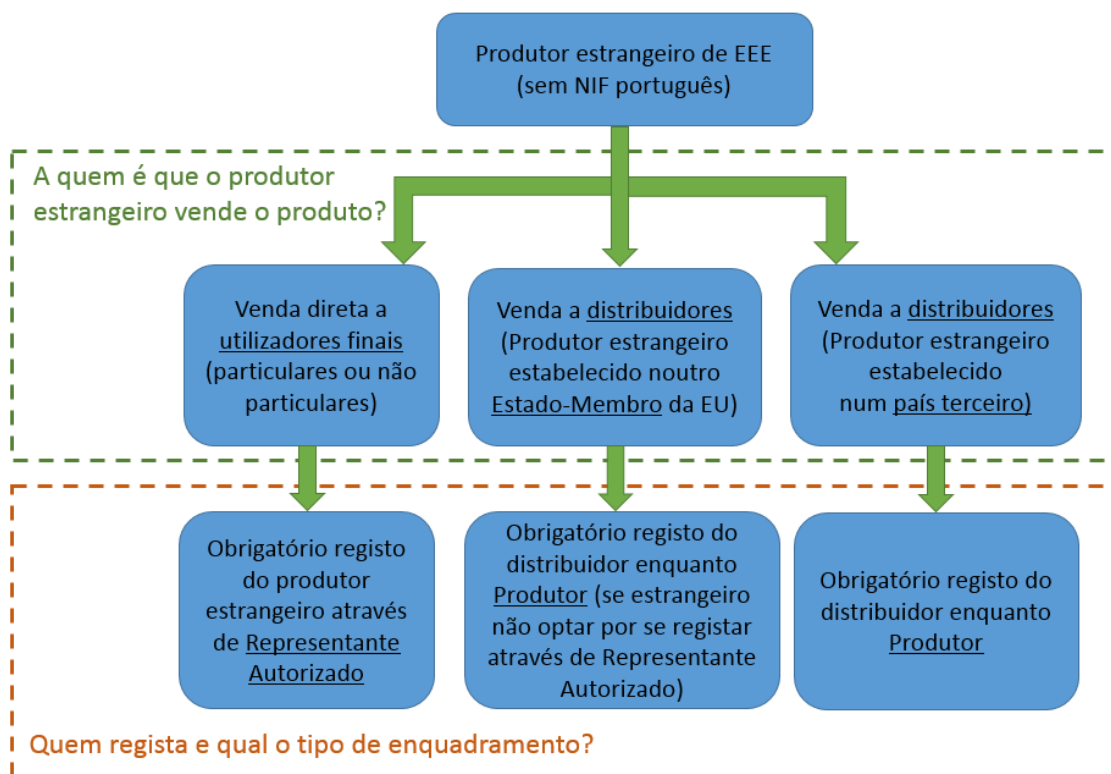 Produtor estrangeiro de EEE
(sem NIF português)
A quem é que o produtor
estrangeiro vende o produto?
Venda direta a
utilizadores finais
(particulares ou não
particulares)
Venda a distribuidores
(Produtor estrangeiro
estabelecido noutro
Estado-Membro da EU)
Venda a distribuidores
(Produtor estrangeiro
estabelecido
num país terceiro)
Obrigatório registo
do produtor
estrangeiro através
de Representante
Autorizado
Obrigatório registo do
distribuidor enquanto
Produtor (se estrangeiro
não optar por se registar
através de Representante
Autorizado)
Obrigatório registo do
distribuidor enquanto
Produtor
Quem regista e qual o tipo de enquadramento?